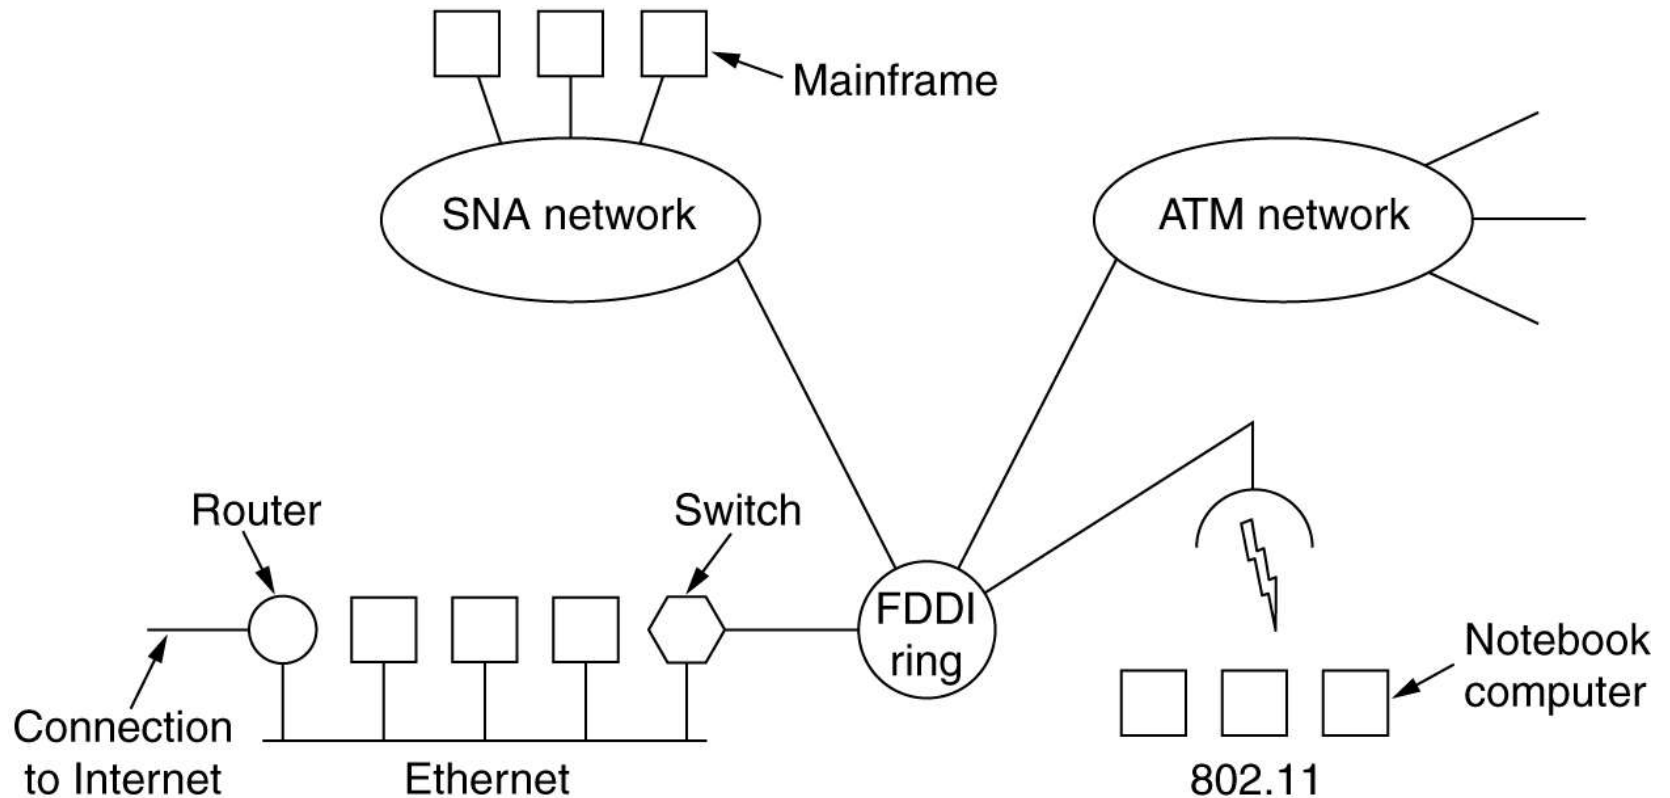 Mainframe
SNA network
ATM network
Router
Switch
FDDI
ring
Notebook
computer
Connection
to Internet
Ethernet
802.11